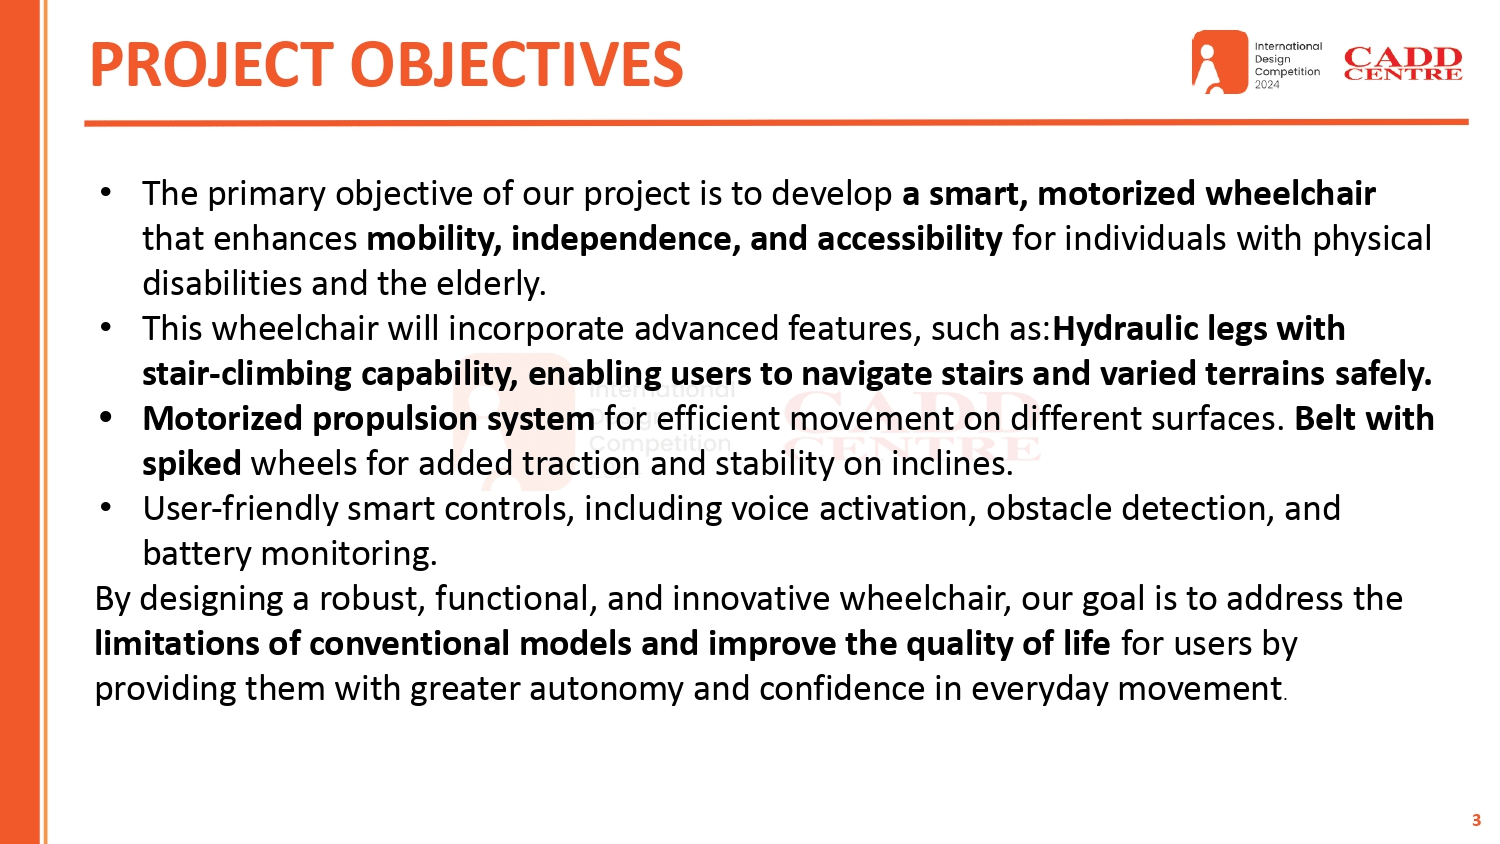 PROJECT OBJECTIVES
International
Design
Competition
2024
CADD
CENTRE
• The primary objective of our project is to develop a smart, motorized wheelchair
that enhances mobility, independence, and accessibility for individuals with physical
disabilities and the elderly.
• This wheelchair will incorporate advanced features, such as:Hydraulic legs with
stair-climbing capability, enabling users to navigate stairs and varied terrains safely.
• Motorized propulsion system for efficient movement on different surfaces. Belt with
spiked wheels for added traction and stability on inclines.
• User-friendly smart controls, including voice activation, obstacle detection, and
battery monitoring.
By designing a robust, functional, and innovative wheelchair, our goal is to address the
limitations of conventional models and improve the quality of life for users by
providing them with greater autonomy and confidence in everyday movement.
International
Design
Competition
CADD
CENTRE
3